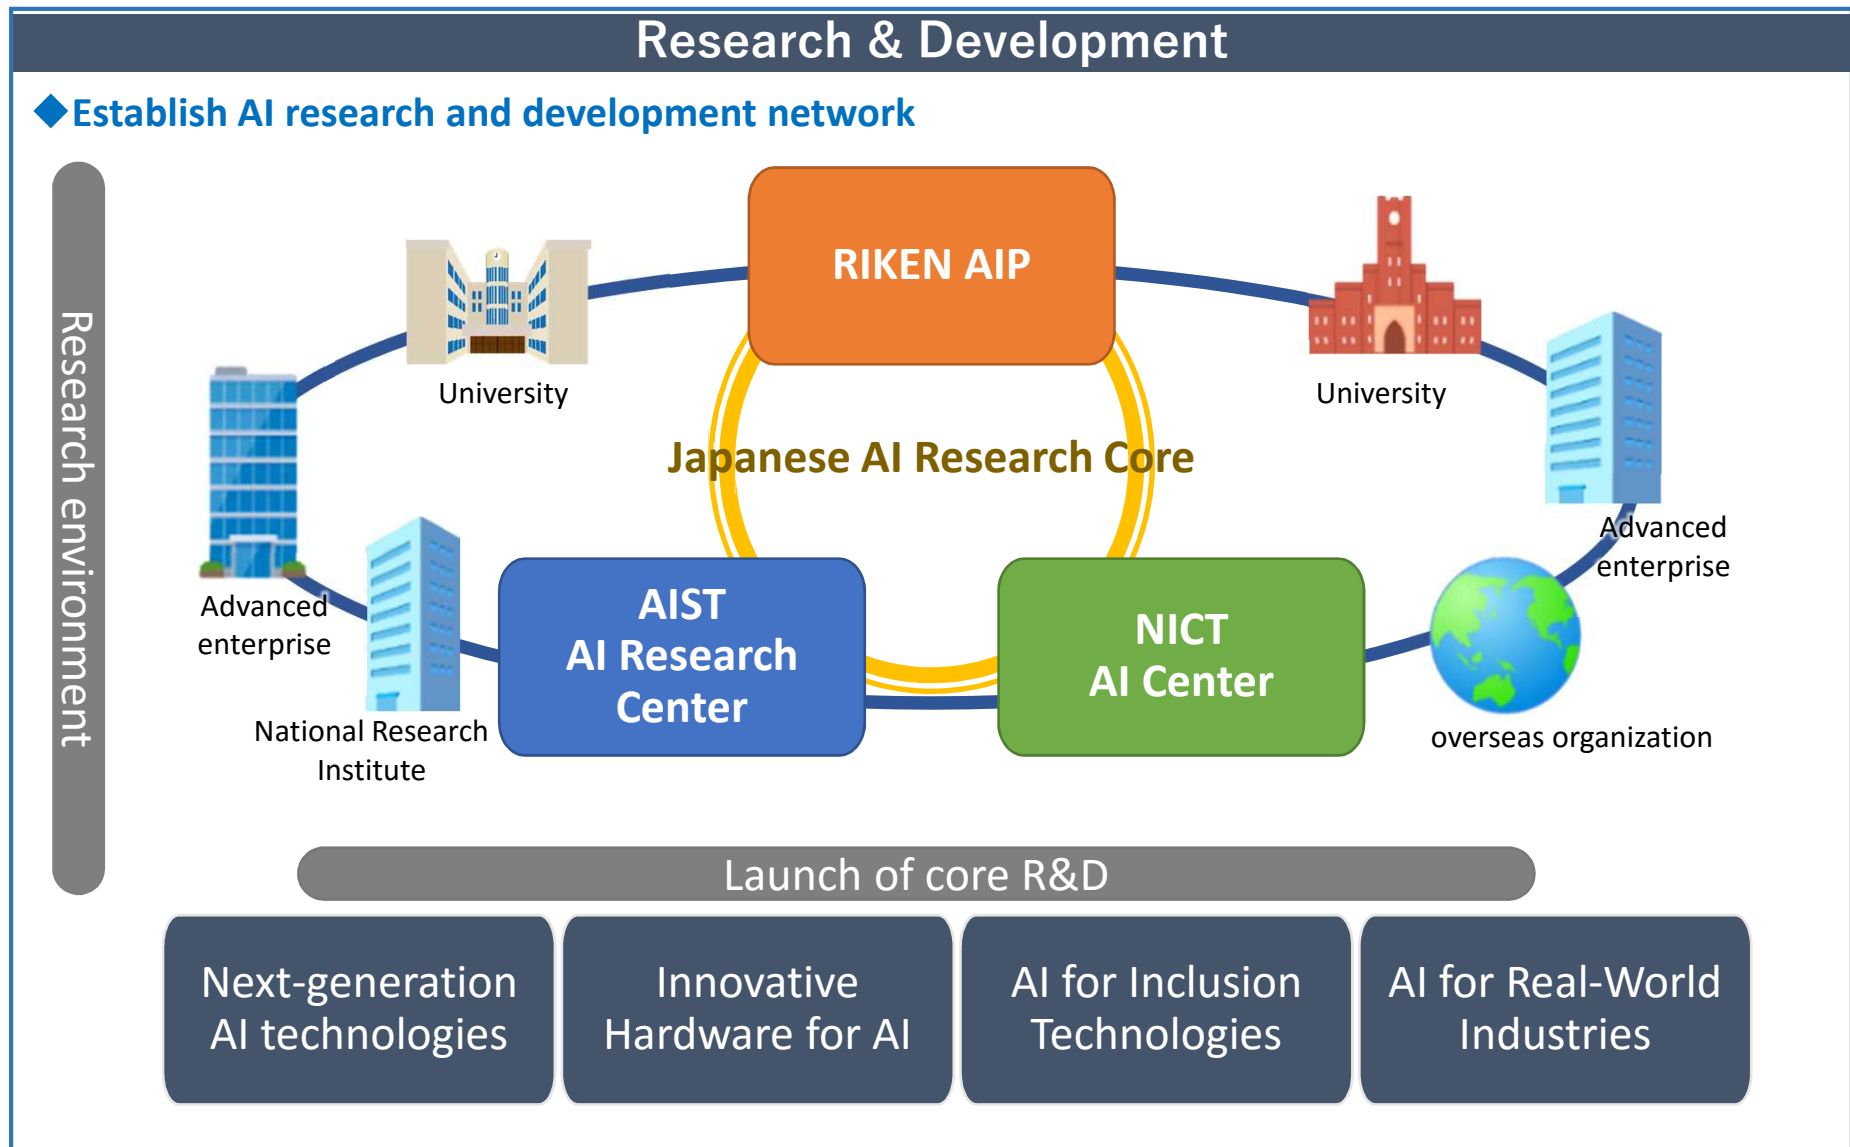 Research & Development
Establish AI research and development network
Research environment
RIKEN AIP
University
University
Japanese AI Research Core
Advanced
enterprise
Advanced
enterprise
National Research
Institute
AIST
AI Research
Center
NICT
AI Center
overseas organization
Launch of core R&D
Next-generation
AI technologies
Innovative
Hardware for AI
AI for Inclusion
Technologies
AI for Real-World
Industries